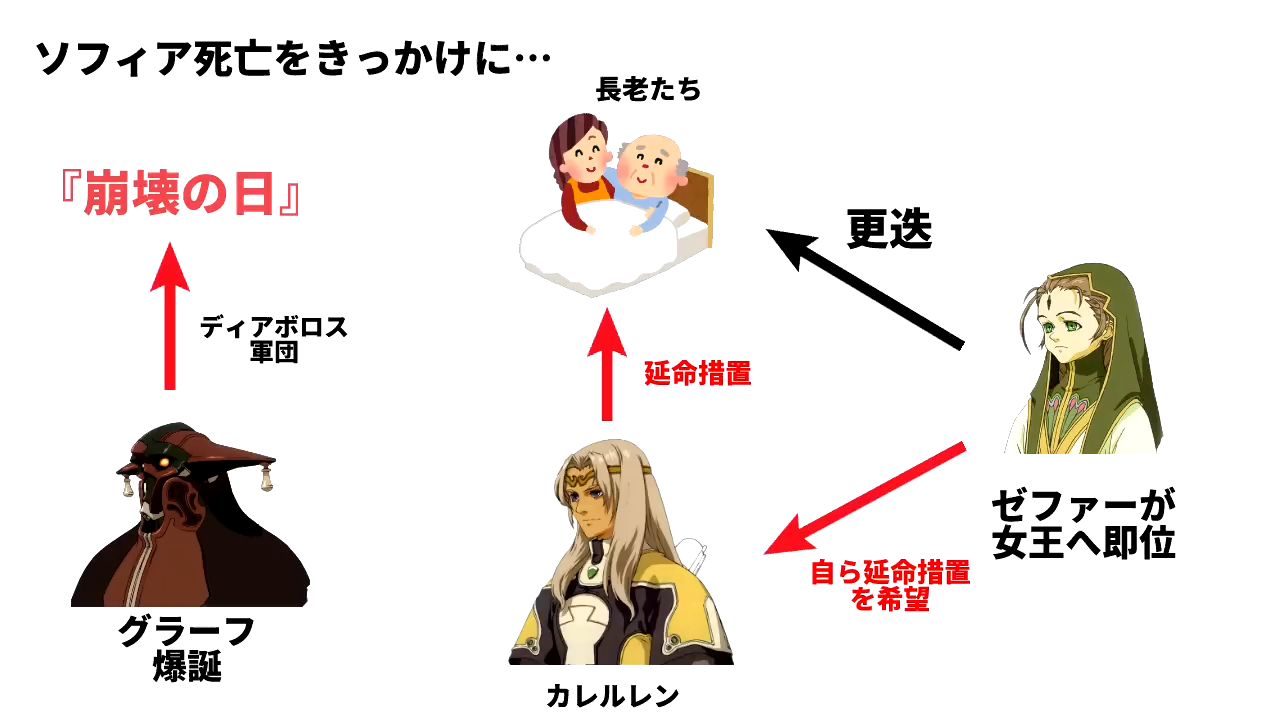 ソフィア死亡をきっかけに…
長老たち
『崩壊の日』
更迭
ディアボロス
軍団
延命措置
ゼファーが
女王へ即位
自ら延命措置
を希望
グラーフ
爆誕
カレルレン